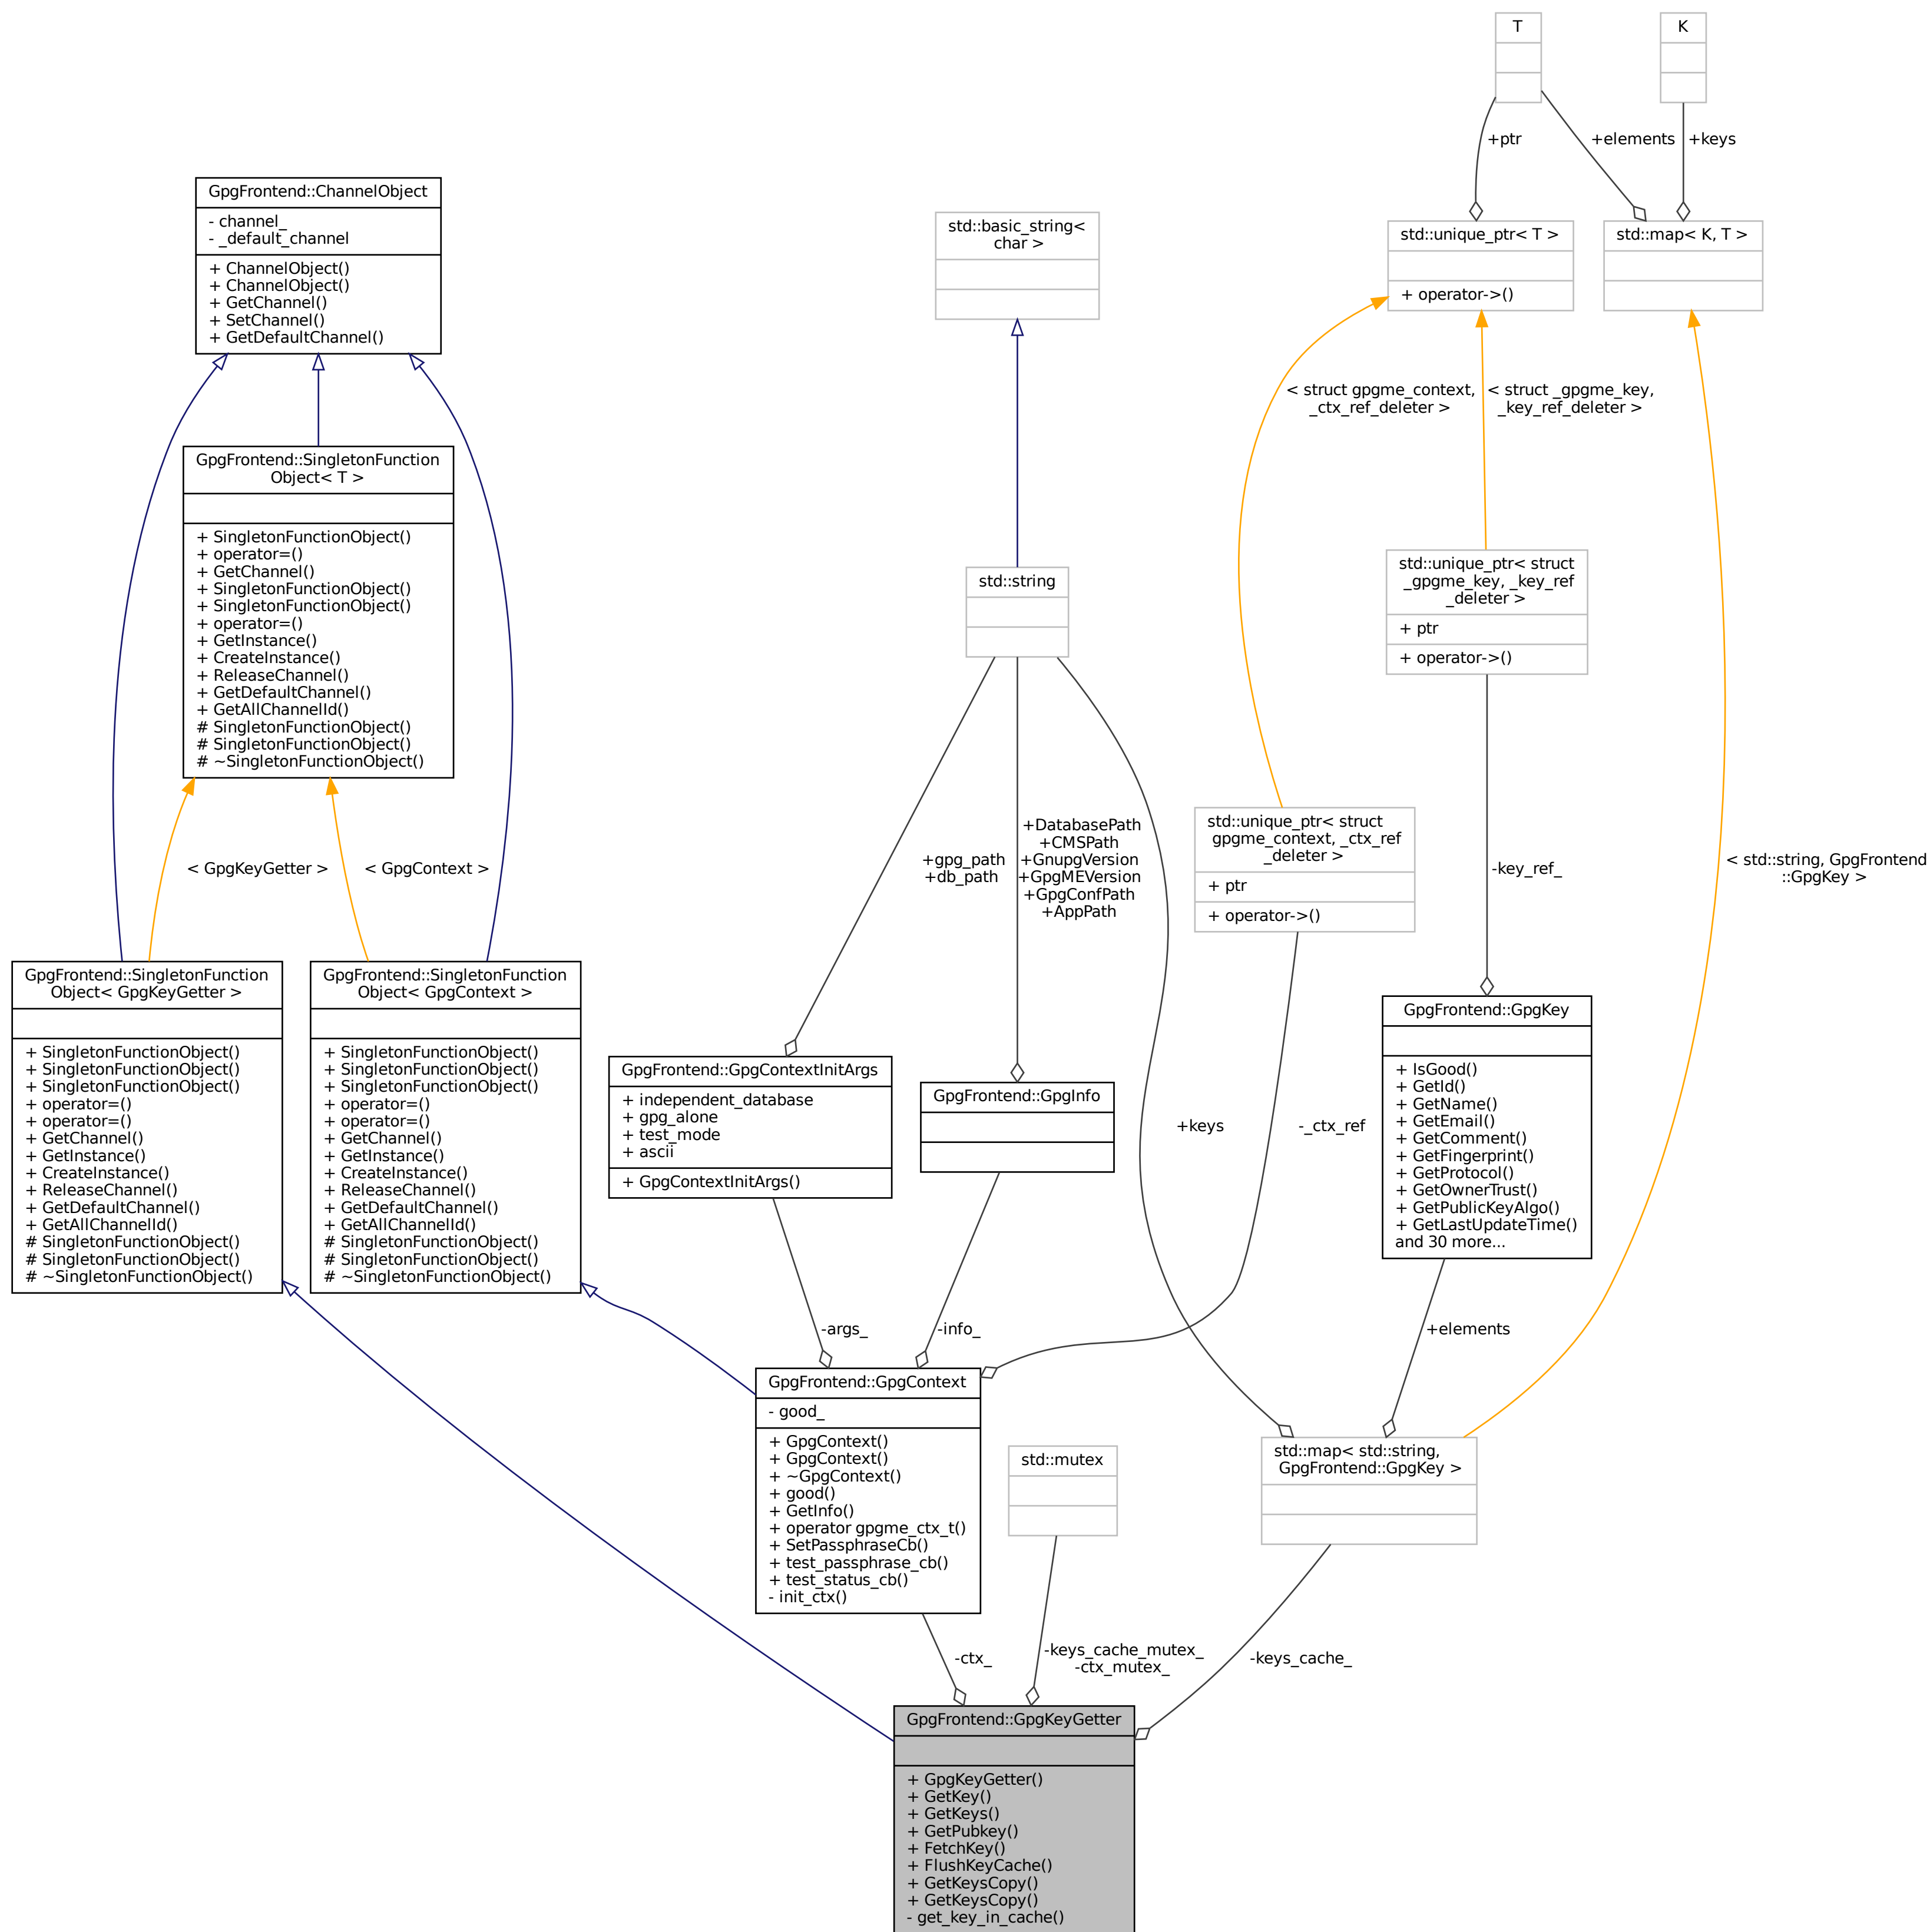 T
K
+ptr
+elements
+keys
GpgFrontend::ChannelObject
- channel_
- _default_channel
+ ChannelObject()
+ ChannelObject()
+ GetChannel()
+ SetChannel()
+ GetDefaultChannel()
std::basic_string<
char >
std::unique_ptr< T >
+ operator->()
std::map< K, T >
< struct gpgme_context,
_ctx_ref_deleter >
< struct _gpgme_key,
_key_ref_deleter >
GpgFrontend::SingletonFunction
Object< T >
+ SingletonFunctionObject()
+ operator=()
+ GetChannel()
+ SingletonFunctionObject()
+ SingletonFunctionObject()
+ operator=()
+ GetInstance()
+ CreateInstance()
+ ReleaseChannel()
+ GetDefaultChannel()
+ GetAllChannelId()
# SingletonFunctionObject()
# SingletonFunctionObject()
# ~SingletonFunctionObject()
std::string
std::unique_ptr< struct
_gpgme_key, _key_ref
_deleter >
+ ptr
+ operator->()
< GpgKeyGetter >
< GpgContext >
+gpg_path
+db_path
+DatabasePath
+CMSPath
+GnupgVersion
+GpgMEVersion
+GpgConfPath
+AppPath
std::unique_ptr< struct
gpgme_context, _ctx_ref
_deleter >
+ ptr
+ operator->()
-key_ref_
< std::string, GpgFrontend
::GpgKey >
GpgFrontend::SingletonFunction
Object< GpgKeyGetter >
+ SingletonFunctionObject()
+ SingletonFunctionObject()
+ SingletonFunctionObject()
+ operator=()
+ operator=()
+ GetChannel()
+ GetInstance()
+ CreateInstance()
+ ReleaseChannel()
+ GetDefaultChannel()
+ GetAllChannelId()
# SingletonFunctionObject()
# SingletonFunctionObject()
# ~SingletonFunctionObject()
GpgFrontend::SingletonFunction
Object< GpgContext >
+ SingletonFunctionObject()
+ SingletonFunctionObject()
+ SingletonFunctionObject()
+ operator=()
+ operator=()
+ GetChannel()
+ GetInstance()
+ CreateInstance()
+ ReleaseChannel()
+ GetDefaultChannel()
+ GetAllChannelId()
# SingletonFunctionObject()
# SingletonFunctionObject()
# ~SingletonFunctionObject()
GpgFrontend::GpgContextInitArgs
+ independent_database
+ gpg_alone
+ test_mode
+ ascii
+ GpgContextInitArgs()
GpgFrontend::GpgInfo
+keys
-_ctx_ref
GpgFrontend::GpgKey
+ IsGood()
+ GetId()
+ GetName()
+ GetEmail()
+ GetComment()
+ GetFingerprint()
+ GetProtocol()
+ GetOwnerTrust()
+ GetPublicKeyAlgo()
+ GetLastUpdateTime()
and 30 more...
-args_
-info_
+elements
GpgFrontend::GpgContext
- good_
+ GpgContext()
+ GpgContext()
+ ~GpgContext()
+ good()
+ GetInfo()
+ operator gpgme_ctx_t()
+ SetPassphraseCb()
+ test_passphrase_cb()
+ test_status_cb()
- init_ctx()
std::mutex
std::map< std::string,
GpgFrontend::GpgKey >
-ctx_
-keys_cache_mutex_
-ctx_mutex_
-keys_cache_
GpgFrontend::GpgKeyGetter
+ GpgKeyGetter()
+ GetKey()
+ GetKeys()
+ GetPubkey()
+ FetchKey()
+ FlushKeyCache()
+ GetKeysCopy()
+ GetKeysCopy()
- get_key_in_cache()